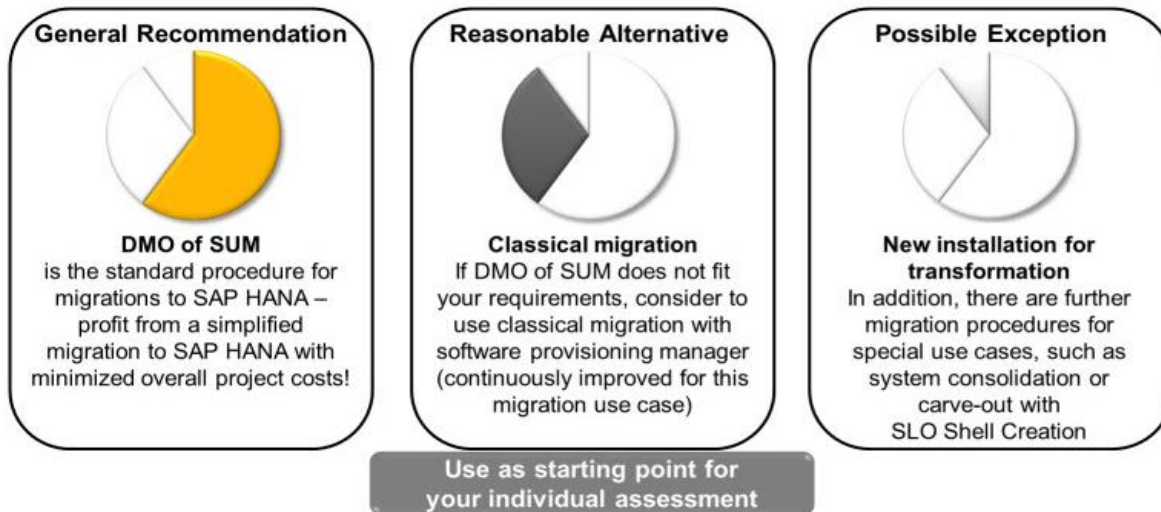 General Recommendation
DMO of SUM
is the standard procedure for
migrations to SAP HANA –
profit from a simplified
migration to SAP HANA with
minimized overall project costs!
Reasonable Alternative
Classical migration
If DMO of SUM does not fit
your requirements, consider to
use classical migration with
software provisioning manager
(continuously improved for this
migration use case)
Possible Exception
New installation for
transformation
In addition, there are further
migration procedures for
special use cases, such as
system consolidation or
carve-out with
SLO Shell Creation
Use as starting point for
your individual assessment